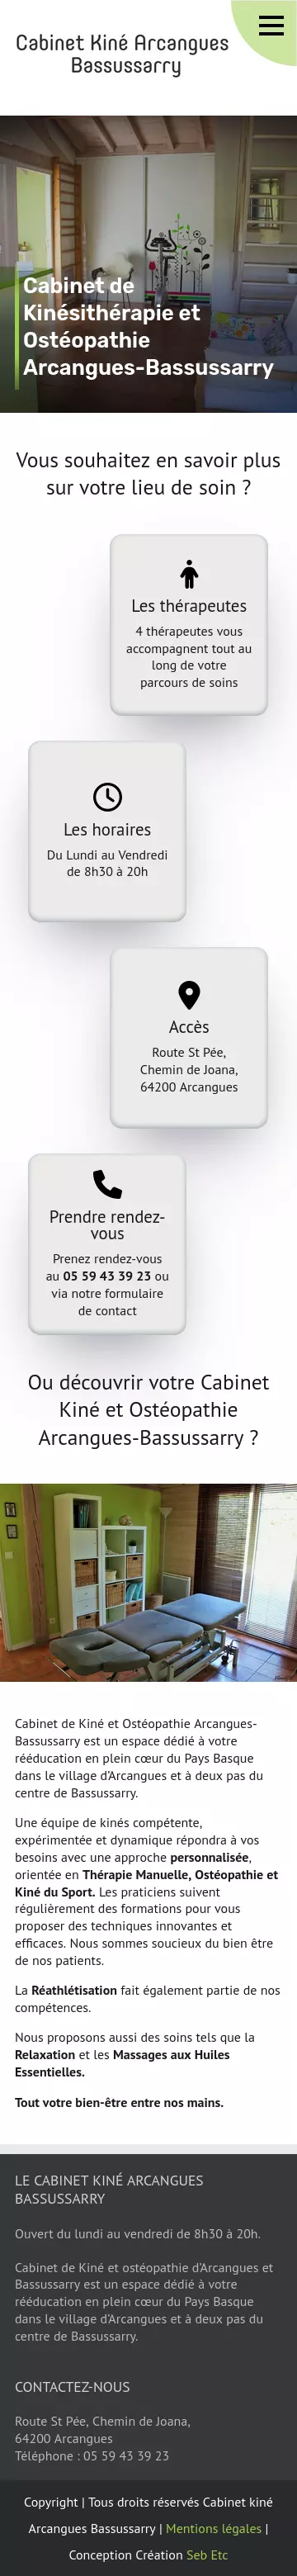 Cabinet Kiné Arcangues
Bassussarry
Cabinet de
Kinésithérapie et
Ostéopathie
Arcangues-Bassussarry
Vous souhaitez en savoir plus
sur votre lieu de soin ?
Les thérapeutes
4 thérapeutes vous
accompagnent tout au
long de votre
parcours de soins
Les horaires
Du Lundi au Vendredi
de 8h30 à 20h
Accès
Route St Pée,
Chemin de Joana,
64200 Arcangues
Prendre rendez-
vous
Prenez rendez-vous
au 05 59 43 39 23 ou
via notre formulaire
de contact
Ou découvrir votre Cabinet
Kiné et Ostéopathie
Arcangues-Bassussarry ?
Cabinet de Kiné et Ostéopathie Arcangues-
Bassussarry est un espace dédié à votre
rééducation en plein cœur du Pays Basque
dans le village d'Arcangues et à deux pas du
centre de Bassussarry.
Une équipe de kinés compétente,
expérimentée et dynamique répondra à vos
besoins avec une approche personnalisée,
orientée en Thérapie Manuelle, Ostéopathie et
Kiné du Sport. Les praticiens suivent
régulièrement des formations pour vous
proposer des techniques innovantes et
efficaces. Nous sommes soucieux du bien être
de nos patients.
La Réathlétisation fait également partie de nos
compétences.
Nous proposons aussi des soins tels que la
Relaxation et les Massages aux Huiles
Essentielles.
Tout votre bien-être entre nos mains.
LE CABINET KINÉ ARCANGUES
BASSUSSARRY
Ouvert du lundi au vendredi de 8h30 à 20h.
Cabinet de Kiné et ostéopathie d'Arcangues et
Bassussarry est un espace dédié à votre
rééducation en plein cœur du Pays Basque
dans le village d'Arcangues et à deux pas du
centre de Bassussarry.
CONTACTEZ-NOUS
Route St Pée, Chemin de Joana,
64200 Arcangues
Téléphone : 05 59 43 39 23
Copyright | Tous droits réservés Cabinet kiné
Arcangues Bassussarry | Mentions légales |
Conception Création Seb Etc